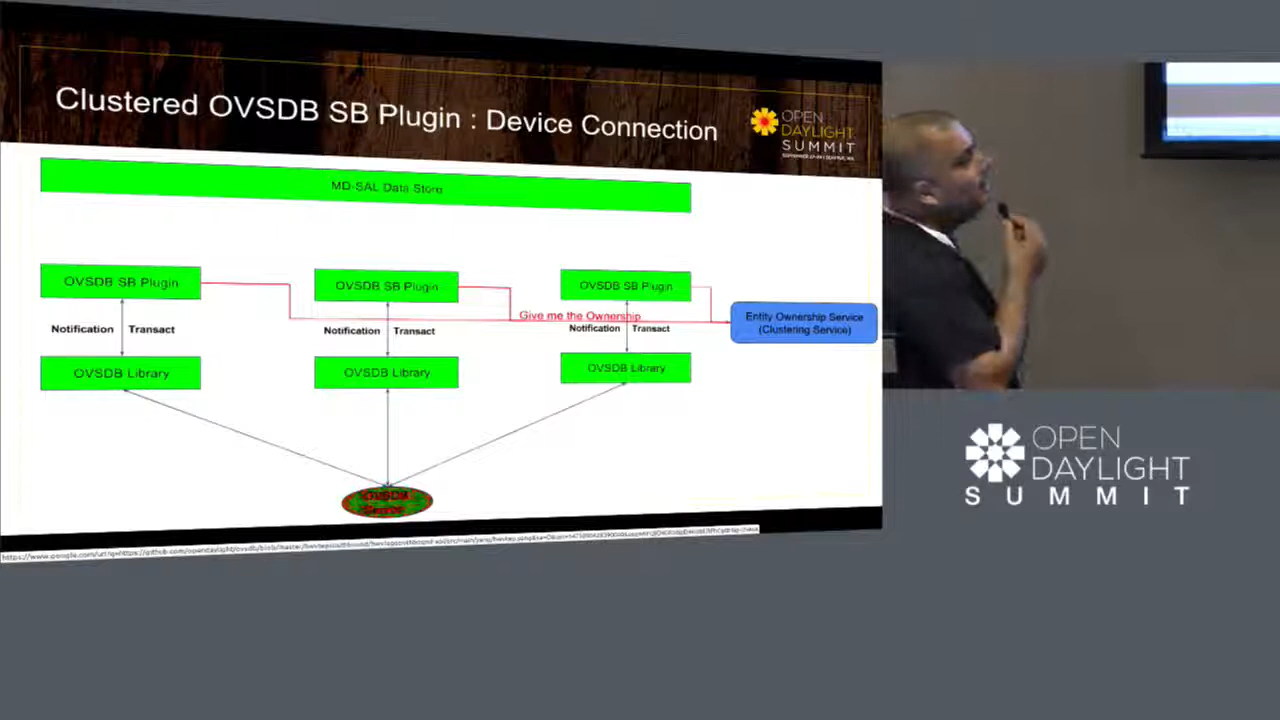 Clustered OVSDB SB Plugin : Device Connection
OPEN
DAYLIGHT
SUMMIT
MD-SAL Data Store
OVSDB SB Plugin
OVSDB SB Plugin
OVSDB SB Plugin
Give me the Ownership
Entity Ownership Service
(Clustering Service)
Notification
Transact
Notification
Transact
Notification
Transact
OVSDB Library
OVSDB Library
OVSDB Library
OVSDB
OPEN
DAYLIGHT
SUMMIT